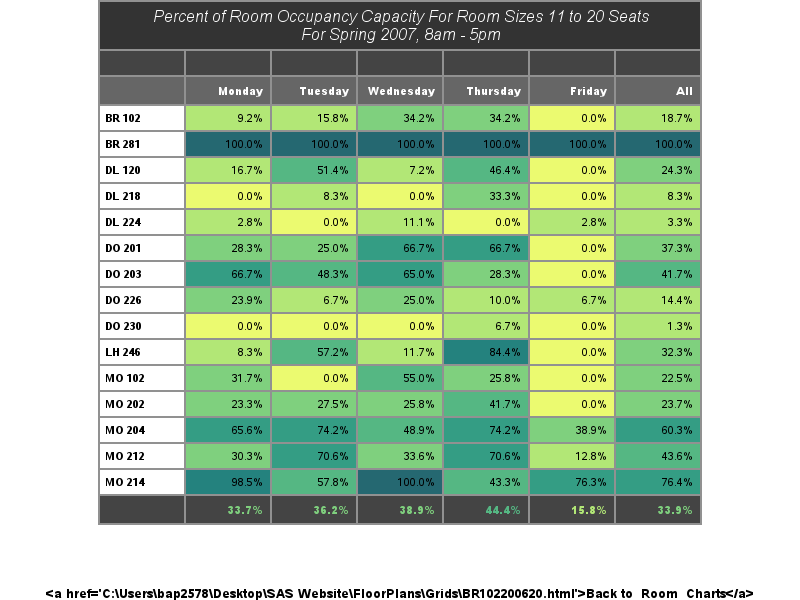 Percent of Room Occupancy Capacity For Room Sizes 11 to 20 Seats
For Spring 2007, 8am - 5pm
Monday Tuesday Wednesday Thursday Friday All
BR 102 9.2% 15.8% 34.2% 34.2% 0.0% 18.7%
BR 281 100.0% 100.0% 100.0% 100.0% 100.0% 100.0%
DL 120 16.7% 51.4% 7.2% 46.4% 0.0% 24.3%
DL 218 0.0% 8.3% 0.0% 33.3% 0.0% 8.3%
DL 224 2.8% 0.0% 11.1% 0.0% 2.8% 3.3%
DO 201 28.3% 25.0% 66.7% 66.7% 0.0% 37.3%
DO 203 66.7% 48.3% 65.0% 28.3% 0.0% 41.7%
DO 226 23.9% 6.7% 25.0% 10.0% 6.7% 14.4%
DO 230 0.0% 0.0% 0.0% 6.7% 0.0% 1.3%
LH 246 8.3% 57.2% 11.7% 84.4% 0.0% 32.3%
MO 102 31.7% 0.0% 55.0% 25.8% 0.0% 22.5%
MO 202 23.3% 27.5% 25.8% 41.7% 0.0% 23.7%
MO 204 65.6% 74.2% 48.9% 74.2% 38.9% 60.3%
MO 212 30.3% 70.6% 33.6% 70.6% 12.8% 43.6%
MO 214 98.5% 57.8% 100.0% 43.3% 76.3% 76.4%
33.7% 36.2% 38.9% 44.4% 15.8% 33.9%
<a href='C:\Users\bap2578\Desktop\SAS Website\FloorPlans\Grids\BR102200620.html'>Back to Room Charts</a>